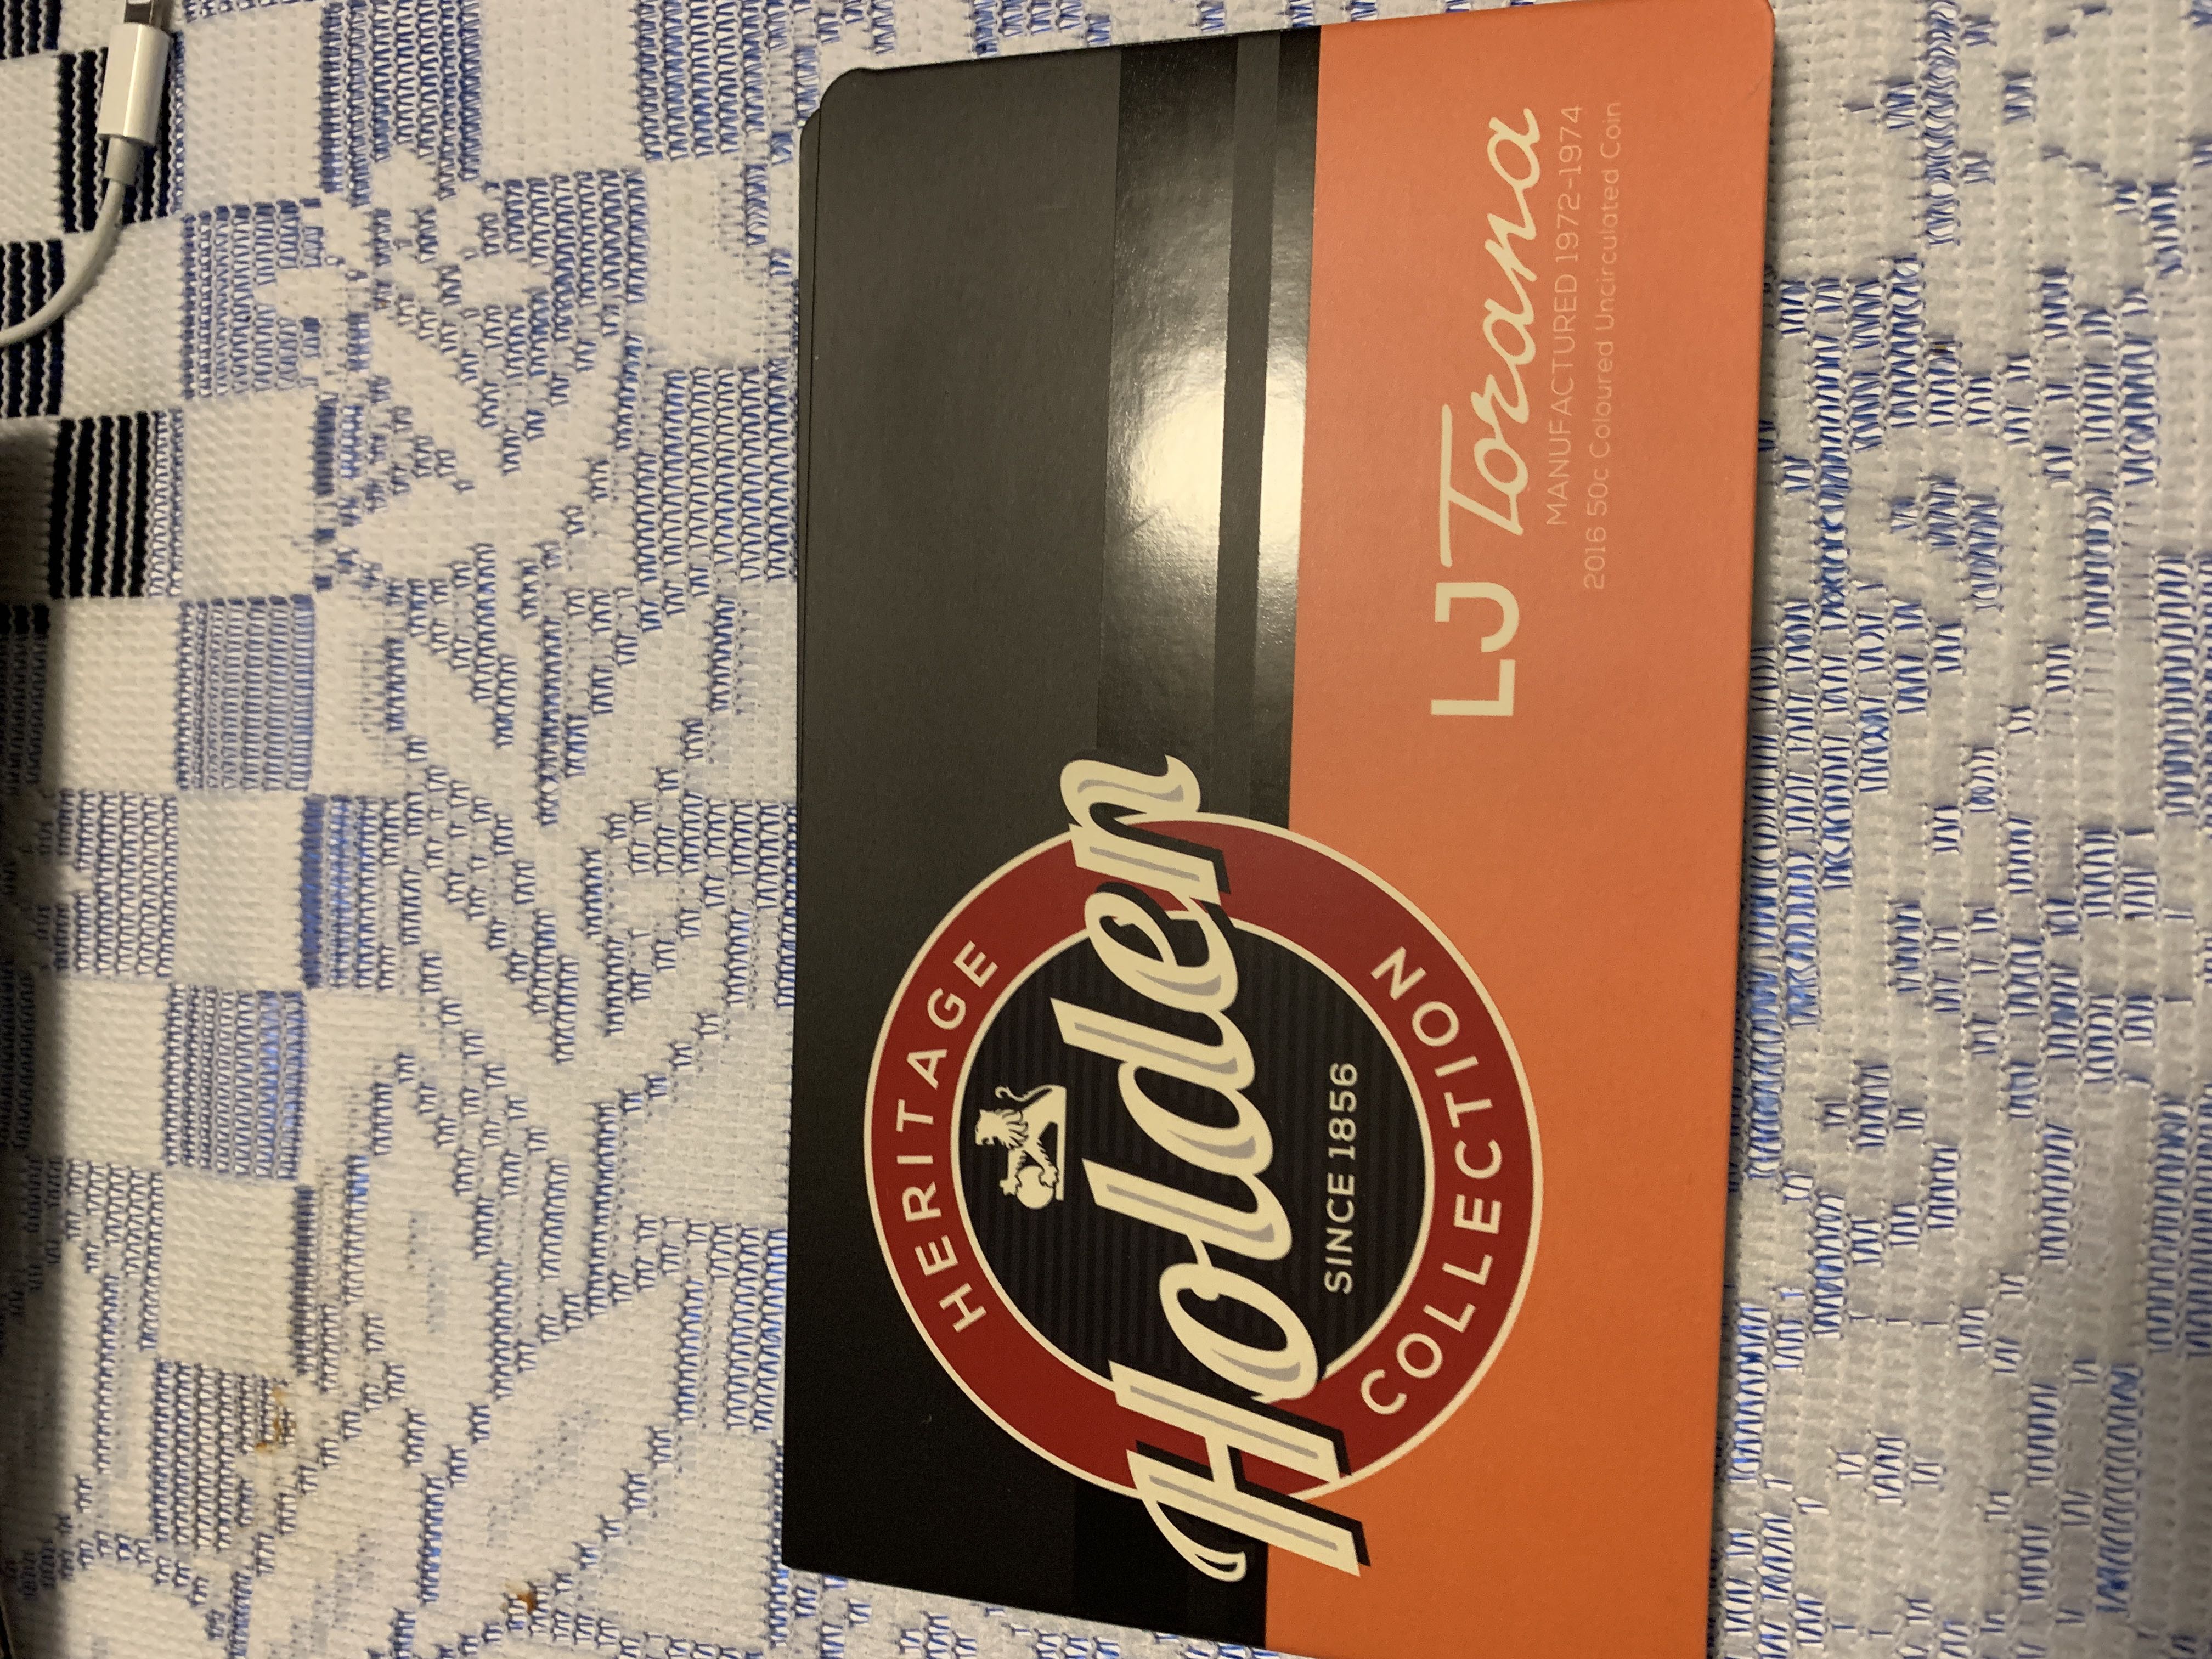 HERITAGE
Holden
SINCE 1856
COLLECTION
LJ Torana
MANUFACTURED 1972-1974
2016 50c Coloured Uncirculated Coin